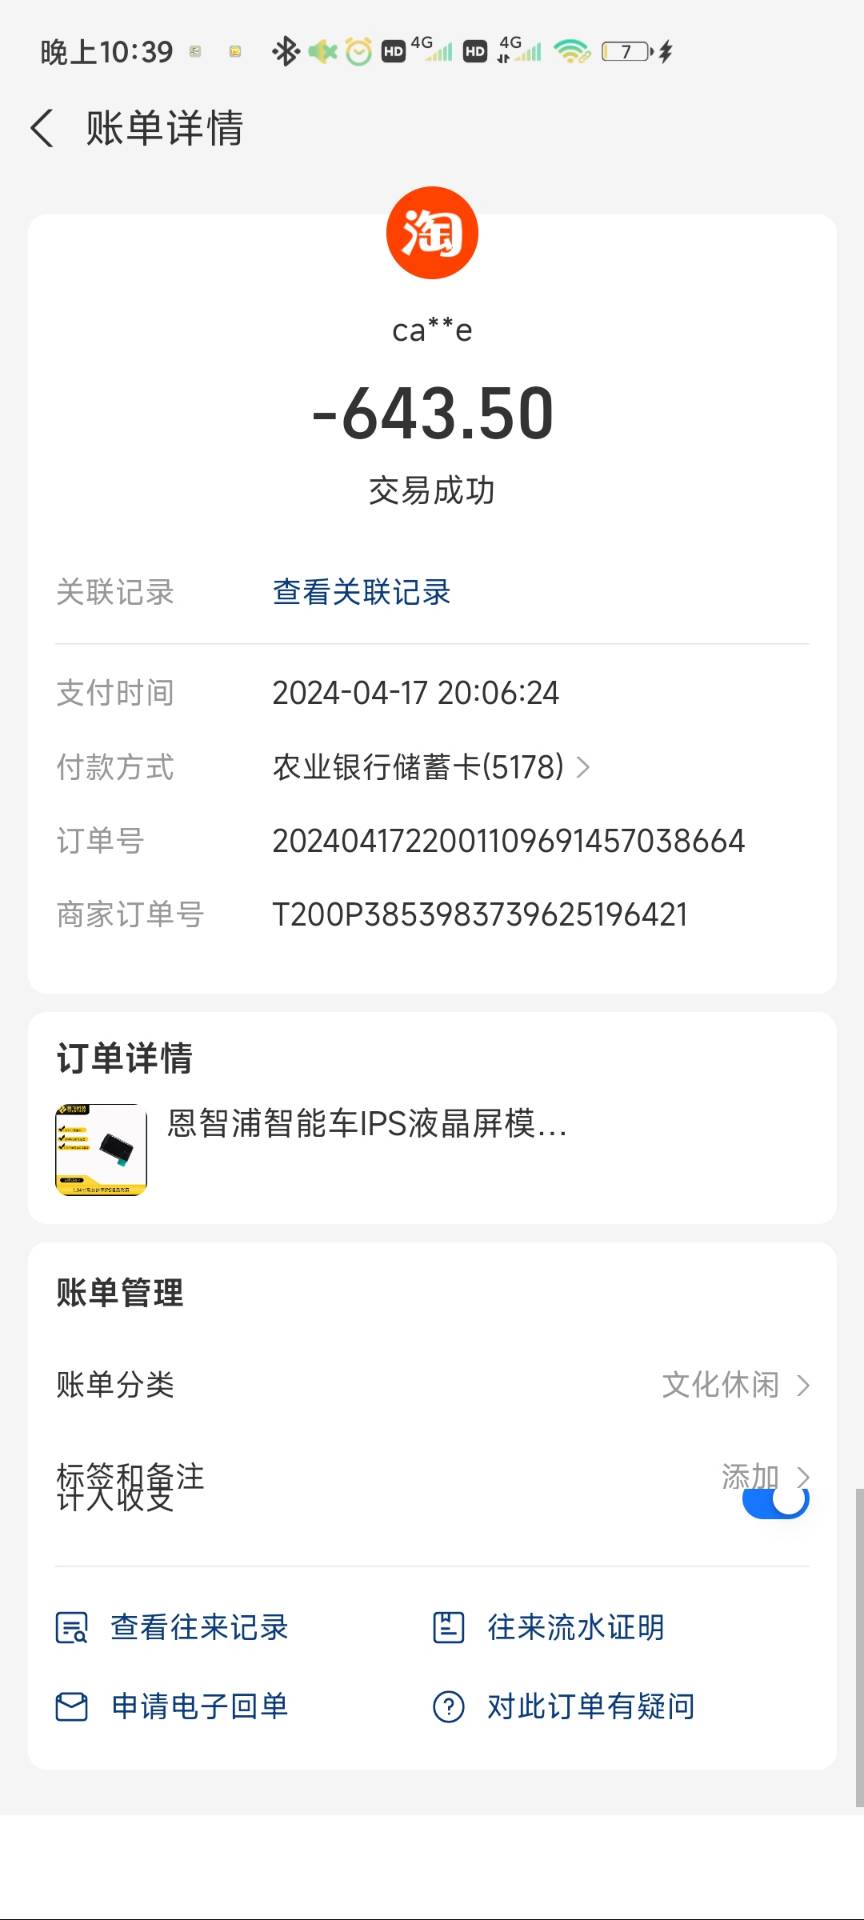 晚上10:39 HD 4G HD 4G 7
账单详情
淘
ca**e
-643.50
交易成功
关联记录 查看关联记录
支付时间 2024-04-17 20:06:24
付款方式 农业银行储蓄卡(5178)
订单号 2024041722001109691457038664
商家订单号 T200P3853983739625196421
订单详情
恩智浦智能车IPS液晶屏模...
账单管理
账单分类 文化休闲
标签和备注 添加
计入收支
查看往来记录 往来流水证明
申请电子回单 对此订单有疑问